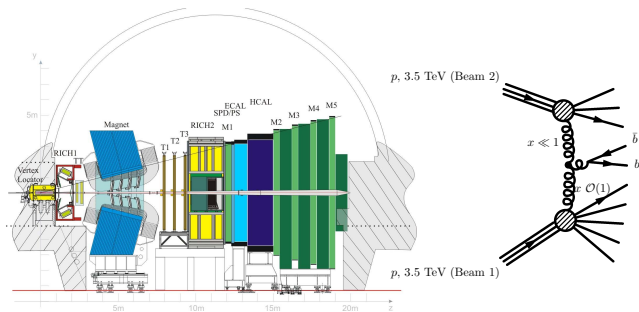 y
5m
Vertex
Locator
RICH1
TT
Magnet
T1
T2
T3
RICH2
M1
SPD/PS
ECAL
HCAL
M2
M3
M4
M5
5m
10m
15m
20m
z
p, 3.5 TeV (Beam 2)
x ≪ 1
b̄
b
x O(1)
p, 3.5 TeV (Beam 1)